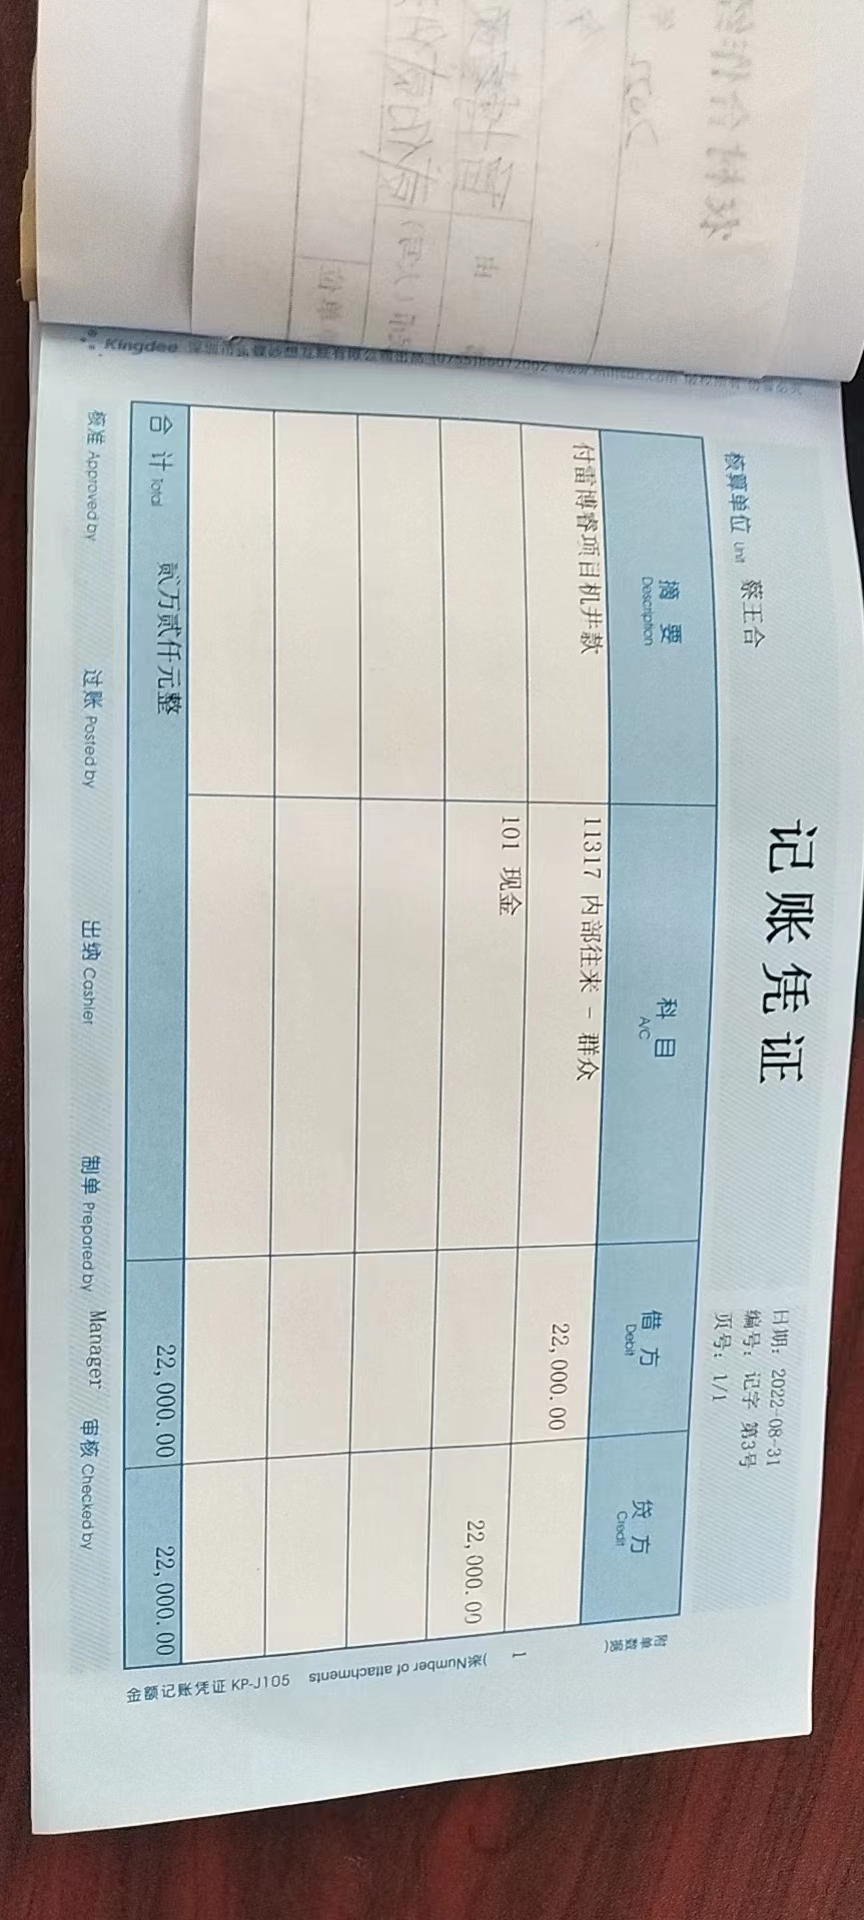 记账凭证
核算单位 Unit 蔡王合
日期: 2022-08-31
编号: 记字 第3号
页号: 1/1
摘要 Description 科目 A/C 借方 Debit 贷方 Credit
付雷博睿项目机井款 11317 内部往来 - 群众 22,000.00
101 现金 22,000.00
合计 Total 贰万贰仟元整 22,000.00 22,000.00
核准 Approved by 过账 Posted by 出纳 Cashier 制单 Prepared by Manager 审核 Checked by
附单据数( 1 张)Number of attachments
金额记账凭证 KP-J105
Kingdee